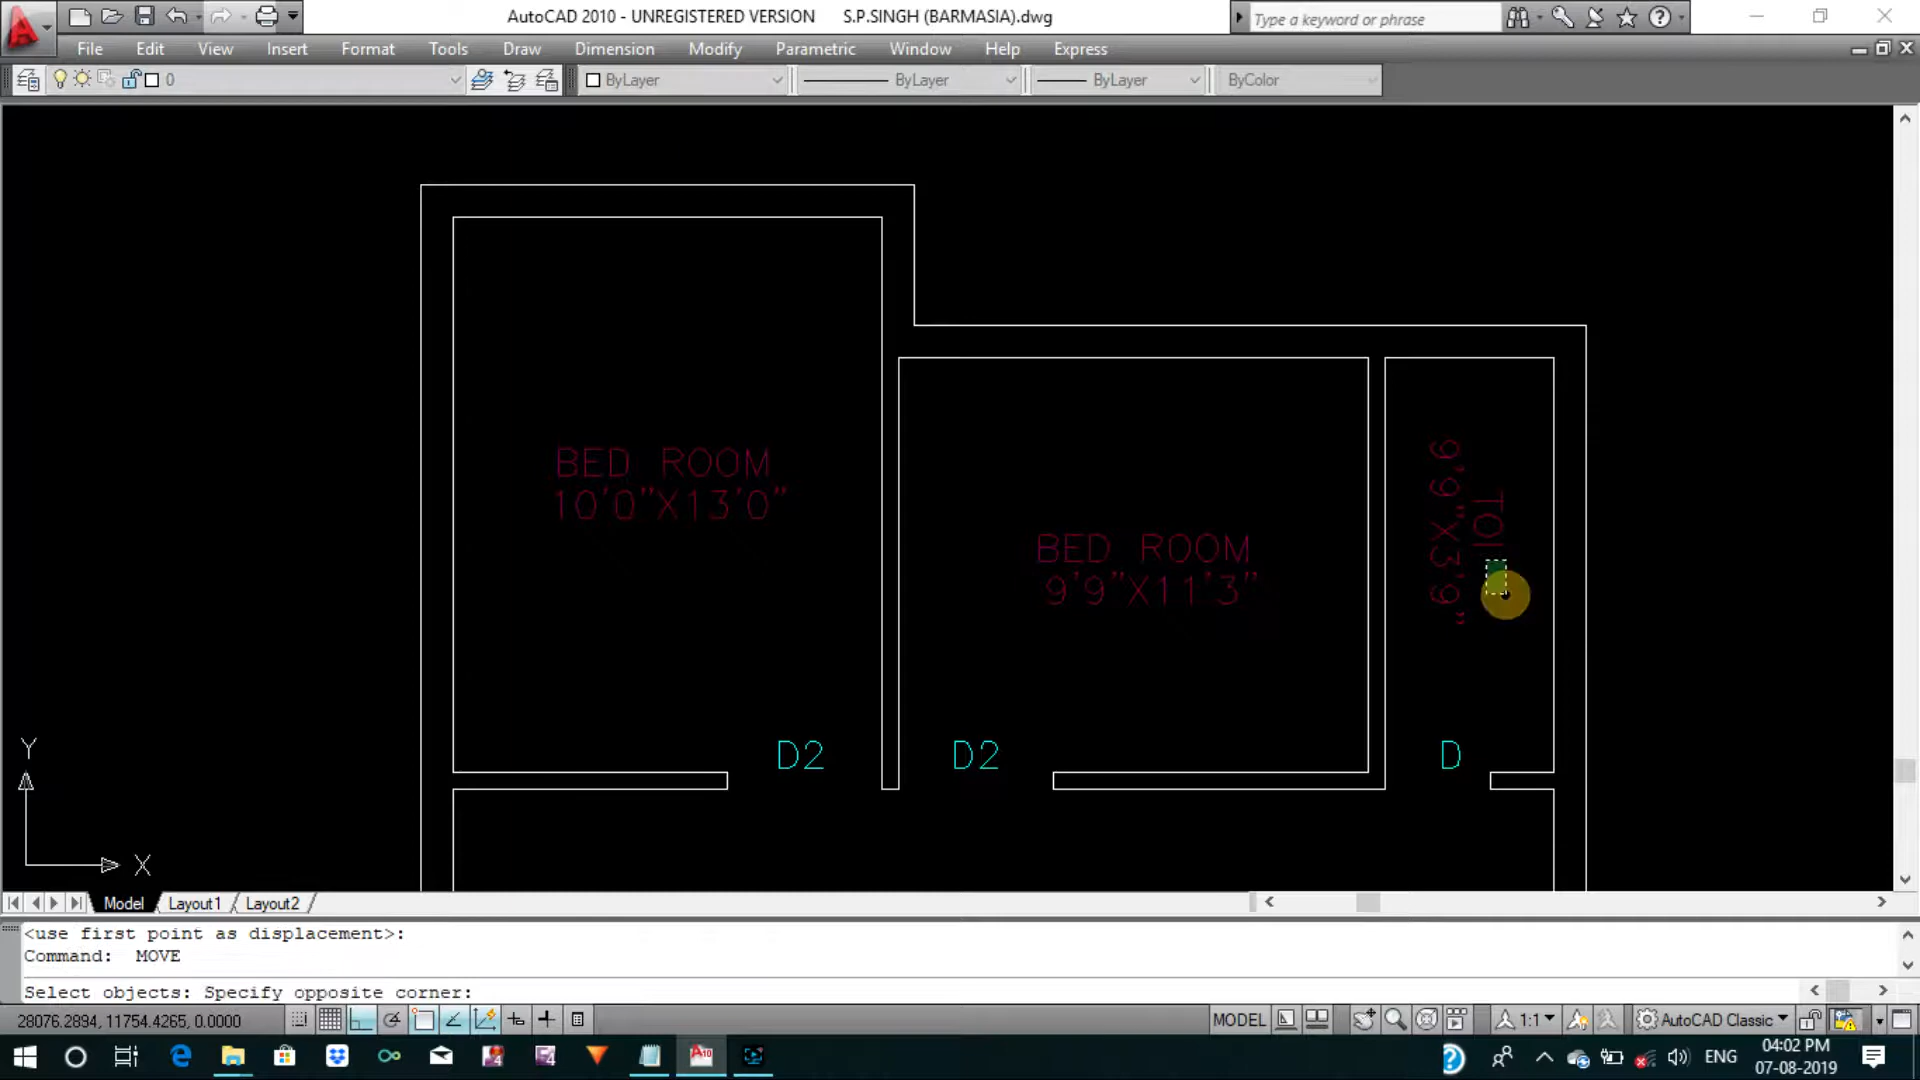 AutoCAD 2010 - UNREGISTERED VERSION S.P.SINGH (BARMASIA).dwg
Type a keyword or phrase
File Edit View Insert Format Tools Draw Dimension Modify Parametric Window Help Express
0 ByLayer ByLayer ByLayer ByColor
BED ROOM
10'0"X13'0"
BED ROOM
9'9"X11'3"
TOI
9'9"X3'9"
D2
D2
D
Y
X
Model Layout1 Layout2
<use first point as displacement>:
Command: MOVE
Select objects: Specify opposite corner:
28076.2894, 11754.4265, 0.0000
MODEL
1:1
AutoCAD Classic
ENG
04:02 PM
07-08-2019